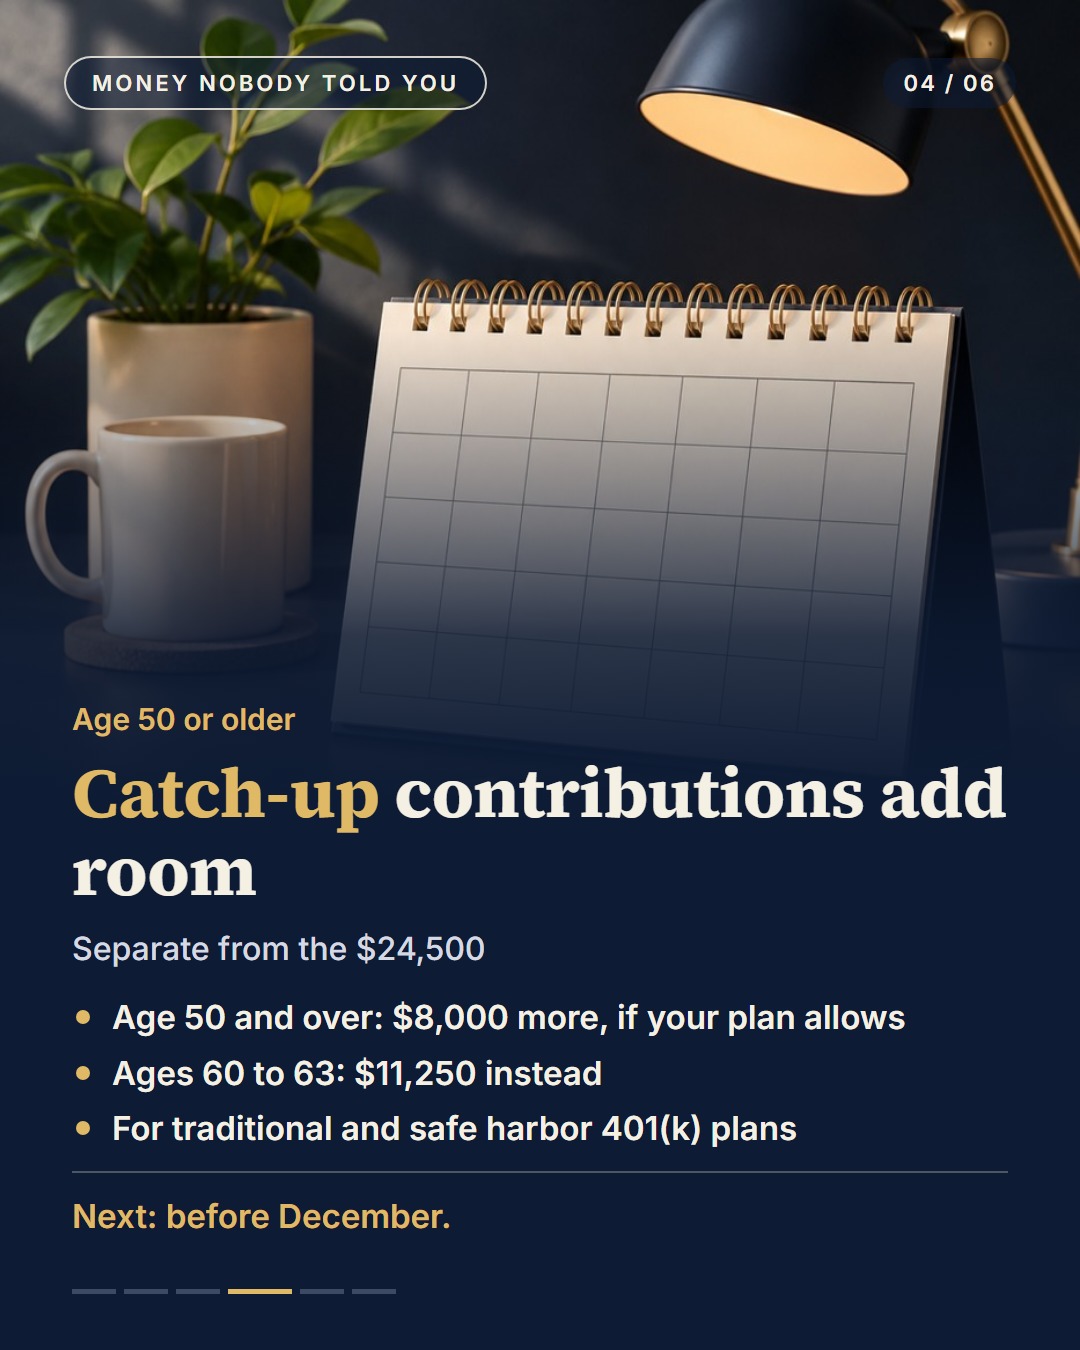 MONEY NOBODY TOLD YOU
04 / 06
Age 50 or older
Catch-up contributions add
room
Separate from the $24,500
Age 50 and over: $8,000 more, if your plan allows
Ages 60 to 63: $11,250 instead
For traditional and safe harbor 401(k) plans
Next: before December.